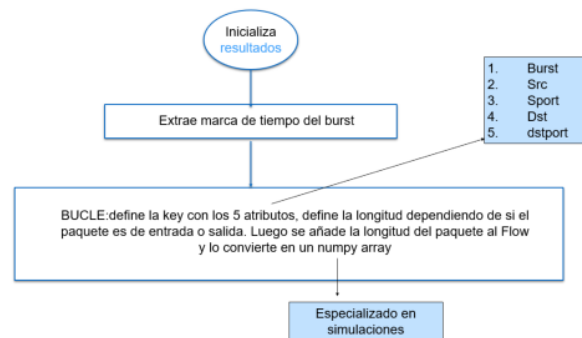 Inicializa
resultados
Extrae marca de tiempo del burst
1. Burst
2. Src
3. Sport
4. Dst
5. dstport
BUCLE:define la key con los 5 atributos, define la longitud dependiendo de si el
paquete es de entrada o salida. Luego se añade la longitud del paquete al Flow
y lo convierte en un numpy array
Especializado en
simulaciones